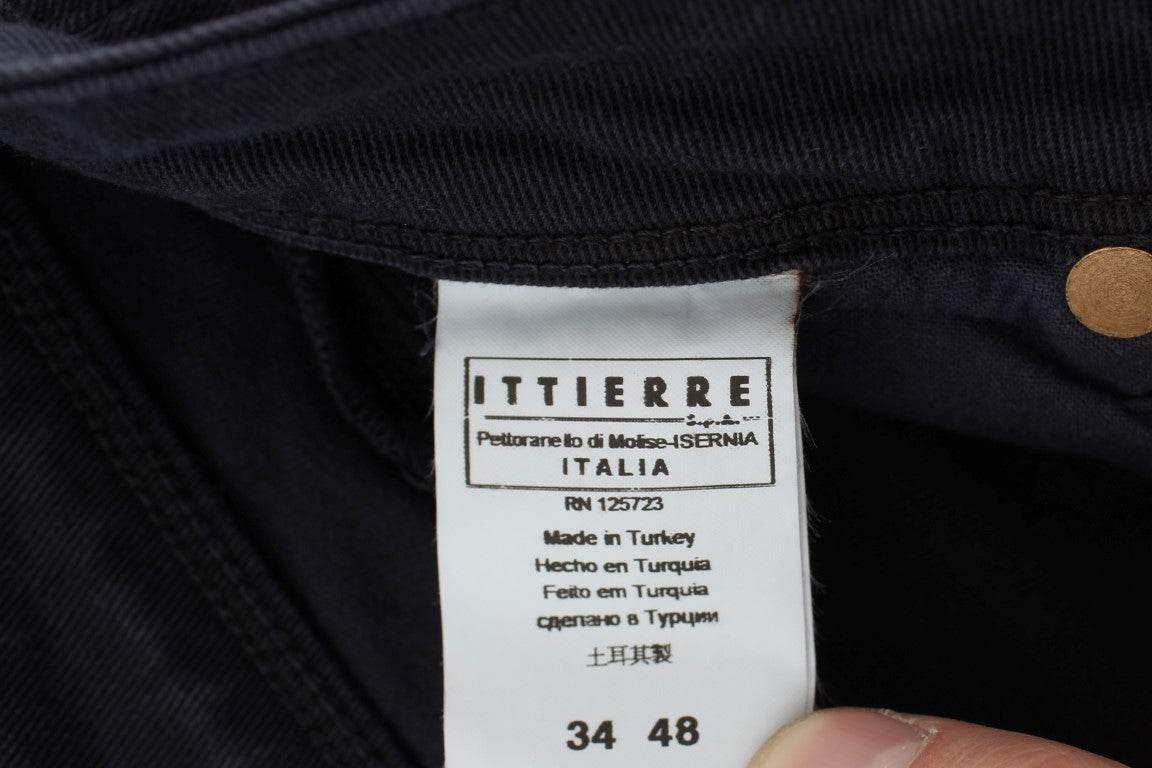 ITTIERRE
S.p.A.
Pettoranello di Molise-ISERNIA
ITALIA
RN 125723
Made in Turkey
Hecho en Turquia
Feito em Turquia
сделано в Турции
土耳其製
34 48